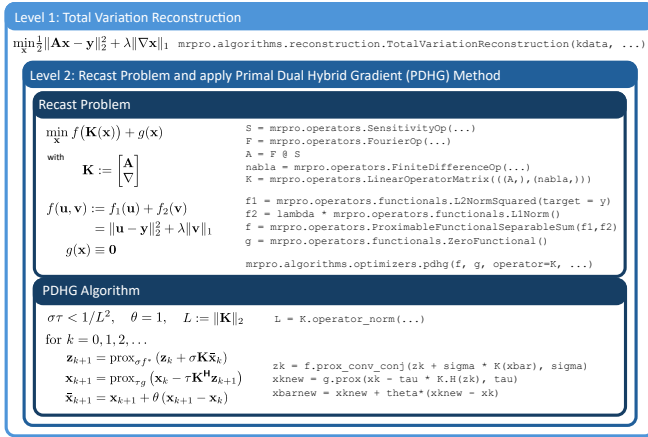 Level 1: Total Variation Reconstruction
min_x ½‖Ax − y‖₂² + λ‖∇x‖₁ mrpro.algorithms.reconstruction.TotalVariationReconstruction(kdata, ...)
Level 2: Recast Problem and apply Primal Dual Hybrid Gradient (PDHG) Method
Recast Problem
min_x f(K(x)) + g(x)
with
K := [A ∇]
f(u, v) := f₁(u) + f₂(v)
= ‖u − y‖₂² + λ‖v‖₁
g(x) ≡ 0
S = mrpro.operators.SensitivityOp(...)
F = mrpro.operators.FourierOp(...)
A = F @ S
nabla = mrpro.operators.FiniteDifferenceOp(...)
K = mrpro.operators.LinearOperatorMatrix(((A,),(nabla,)))
f1 = mrpro.operators.functionals.L2NormSquared(target = y)
f2 = lambda * mrpro.operators.functionals.L1Norm()
f = mrpro.operators.ProximableFunctionalSeparableSum(f1,f2)
g = mrpro.operators.functionals.ZeroFunctional()
mrpro.algorithms.optimizers.pdhg(f, g, operator=K, ...)
PDHG Algorithm
στ < 1/L², θ = 1, L := ‖K‖₂ L = K.operator_norm(...)
for k = 0, 1, 2, ...
z_{k+1} = prox_{σf*} (z_k + σKx̄_k) zk = f.prox_conv_conj(zk + sigma * K(xbar), sigma)
x_{k+1} = prox_{τg} (x_k − τK^H z_{k+1}) xknew = g.prox(xk - tau * K.H(zk), tau)
x̄_{k+1} = x_{k+1} + θ (x_{k+1} − x_k) xbarnew = xknew + theta*(xknew - xk)